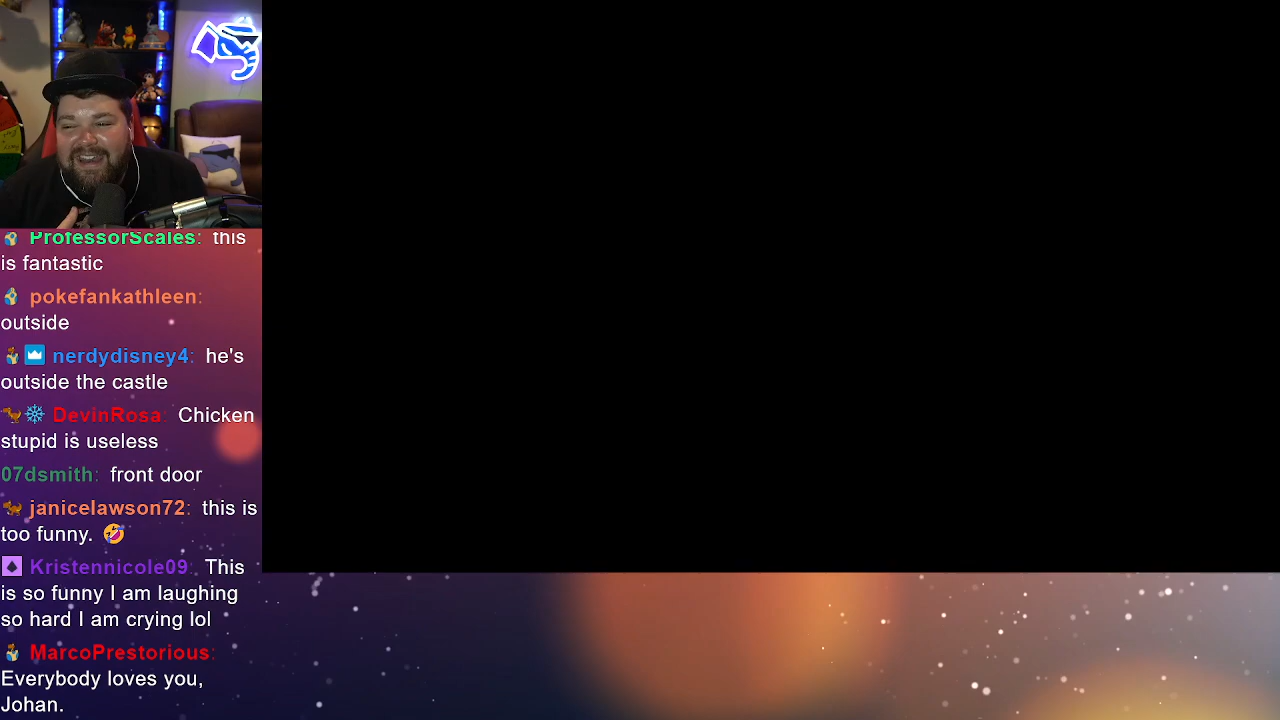 ProfessorScales: this
is fantastic
pokefankathleen:
outside
nerdydisney4: he's
outside the castle
DevinRosa: Chicken
stupid is useless
07dsmith: front door
janicelawson72: this is
too funny. 🤣
Kristennicole09: This
is so funny I am laughing
so hard I am crying lol
MarcoPrestorious:
Everybody loves you,
Johan.